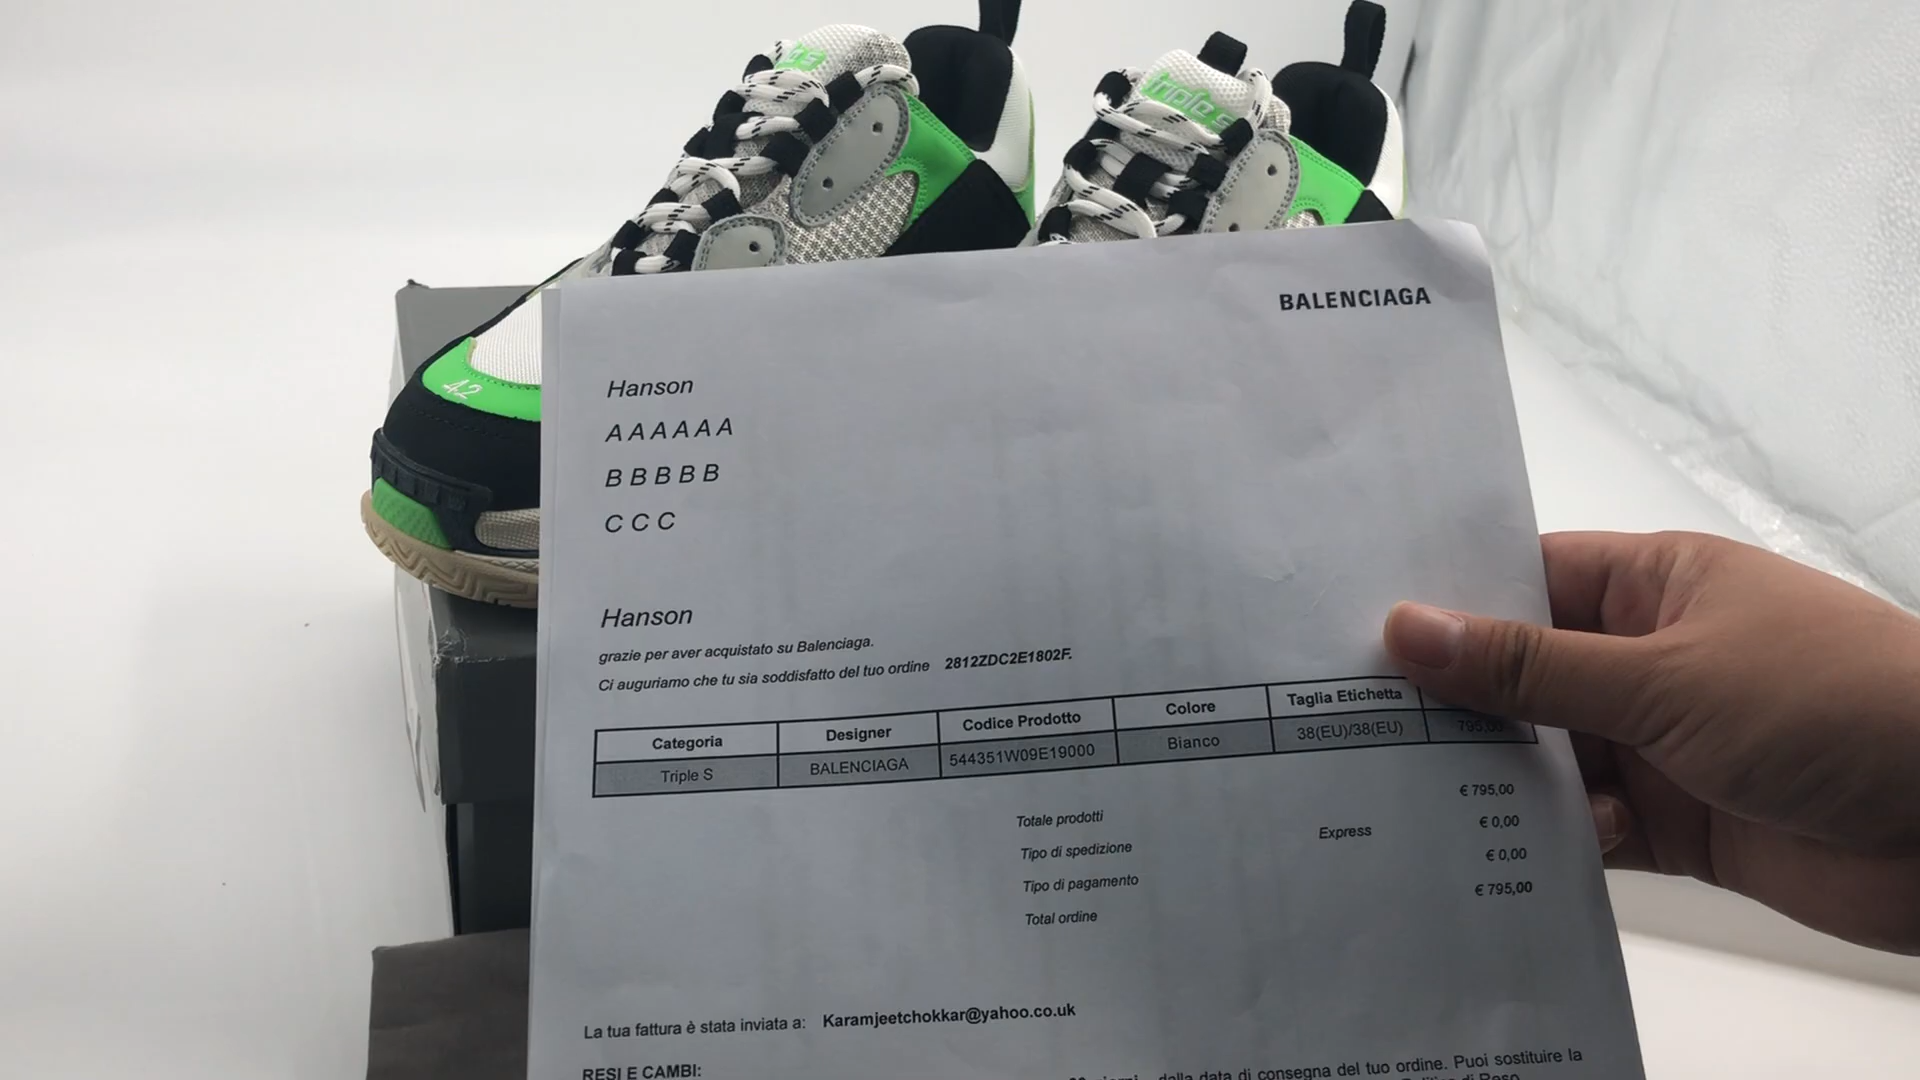 triple s
42
BALENCIAGA
Hanson
AAAAAA
BBBBB
CCC
Hanson
grazie per aver acquistato su Balenciaga.
Ci auguriamo che tu sia soddisfatto del tuo ordine 2812ZDC2E1802F.
Categoria Designer Codice Prodotto Colore Taglia Etichetta
Triple S BALENCIAGA 544351W09E19000 Bianco 38(EU)/38(EU) 795,00
Totale prodotti € 795,00
Tipo di spedizione Express € 0,00
Tipo di pagamento € 0,00
Total ordine € 795,00
La tua fattura è stata inviata a: Karamjeetchokkar@yahoo.co.uk
RESI E CAMBI:
dalla data di consegna del tuo ordine. Puoi sostituire la